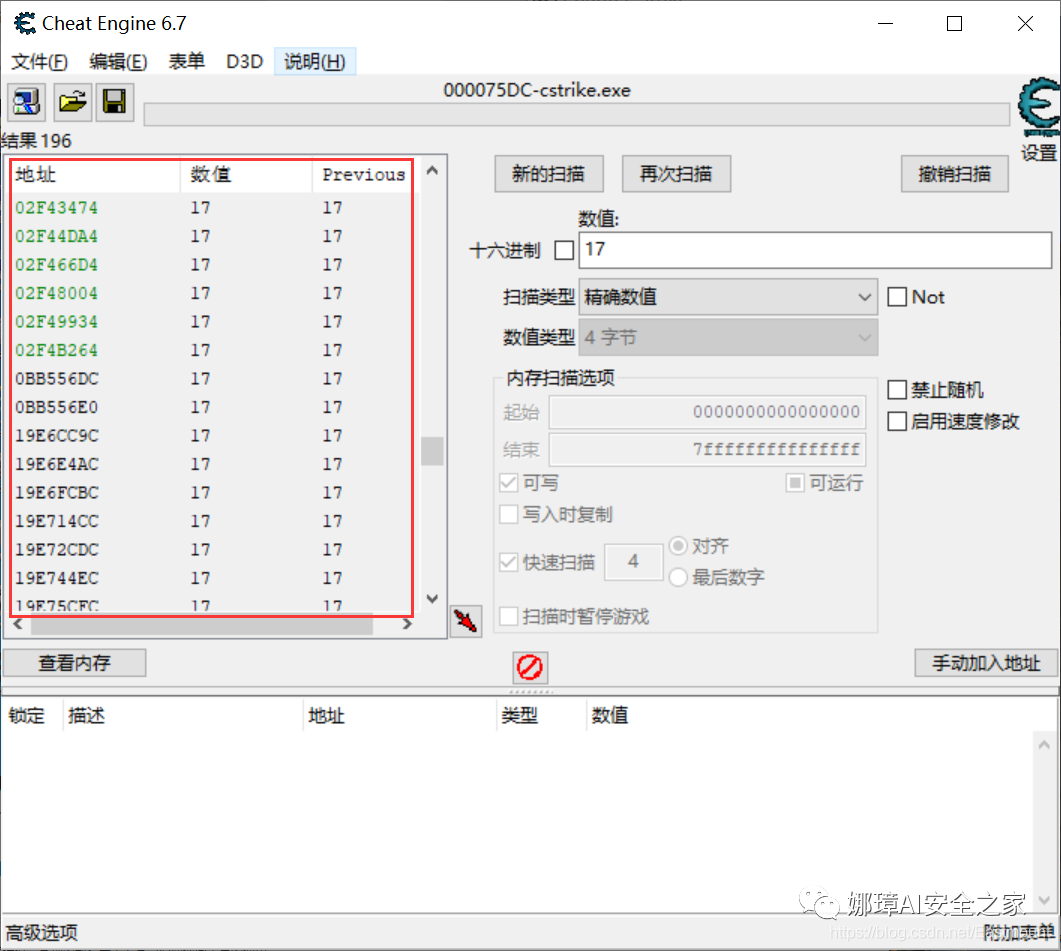 Cheat Engine 6.7
文件(F) 编辑(E) 表单 D3D 说明(H)
000075DC-cstrike.exe
结果 196
设置
地址 数值 Previous
02F43474 17 17
02F44DA4 17 17
02F466D4 17 17
02F48004 17 17
02F49934 17 17
02F4B264 17 17
0BB556DC 17 17
0BB556E0 17 17
19E6CC9C 17 17
19E6E4AC 17 17
19E6FCBC 17 17
19E714CC 17 17
19E72CDC 17 17
19E744EC 17 17
19E75CFC 17 17
新的扫描 再次扫描 撤销扫描
数值:
十六进制 17
扫描类型 精确数值 Not
数值类型 4 字节
内存扫描选项
起始 0000000000000000
结束 7fffffffffffffff
可写 可运行
写入时复制
快速扫描 4 对齐
最后数字
扫描时暂停游戏
禁止随机
启用速度修改
查看内存 手动加入地址
锁定 描述 地址 类型 数值
娜璋AI安全之家
高级选项 附加表单